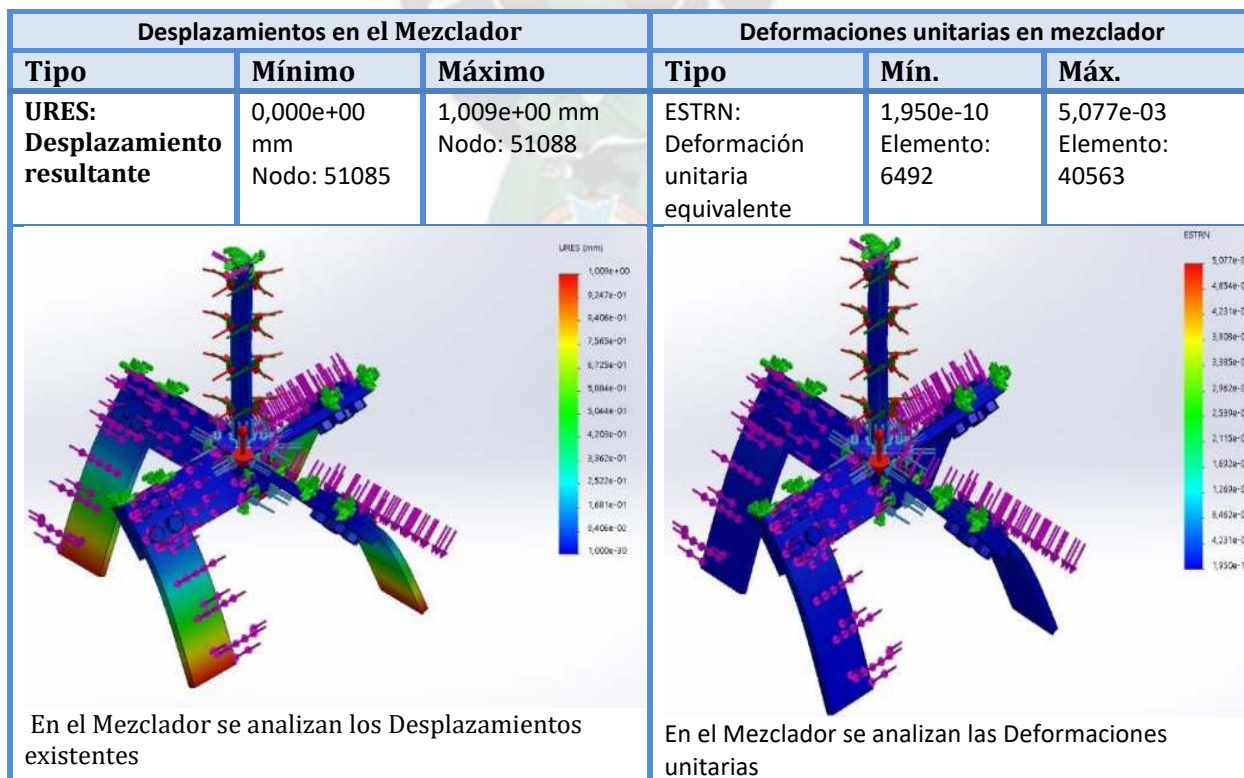 Desplazamientos en el Mezclador
Tipo Mínimo Máximo
URES: Desplazamiento resultante
0,000e+00 mm Nodo: 51085
1,009e+00 mm Nodo: 51088
URES (mm)
1,009e+00
9,247e-01
8,406e-01
7,565e-01
6,725e-01
5,884e-01
5,044e-01
4,203e-01
3,362e-01
2,522e-01
1,681e-01
8,406e-02
1,000e-30
En el Mezclador se analizan los Desplazamientos
existentes
Deformaciones unitarias en mezclador
Tipo Mín. Máx.
ESTRN: Deformación unitaria equivalente
1,950e-10 Elemento: 6492
5,077e-03 Elemento: 40563
ESTRN
En el Mezclador se analizan las Deformaciones
unitarias